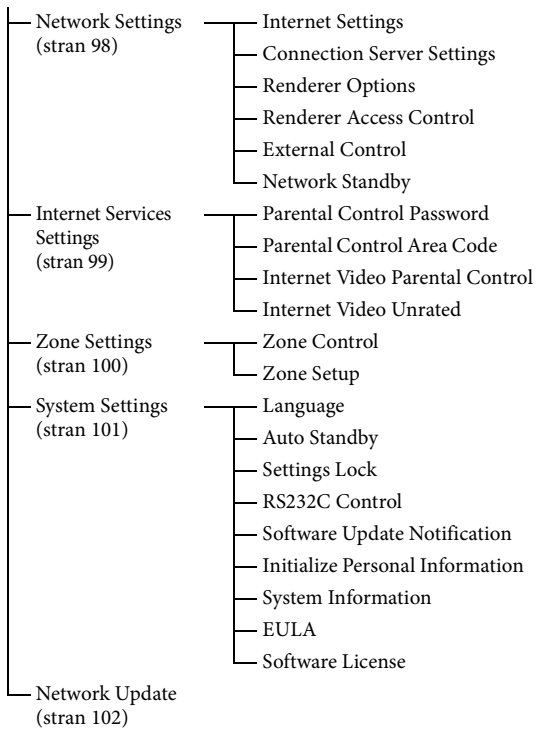 Network Settings
(stran 98)
Internet Settings
Connection Server Settings
Renderer Options
Renderer Access Control
External Control
Network Standby
Internet Services
Settings
(stran 99)
Parental Control Password
Parental Control Area Code
Internet Video Parental Control
Internet Video Unrated
Zone Settings
(stran 100)
Zone Control
Zone Setup
System Settings
(stran 101)
Language
Auto Standby
Settings Lock
RS232C Control
Software Update Notification
Initialize Personal Information
System Information
EULA
Software License
Network Update
(stran 102)